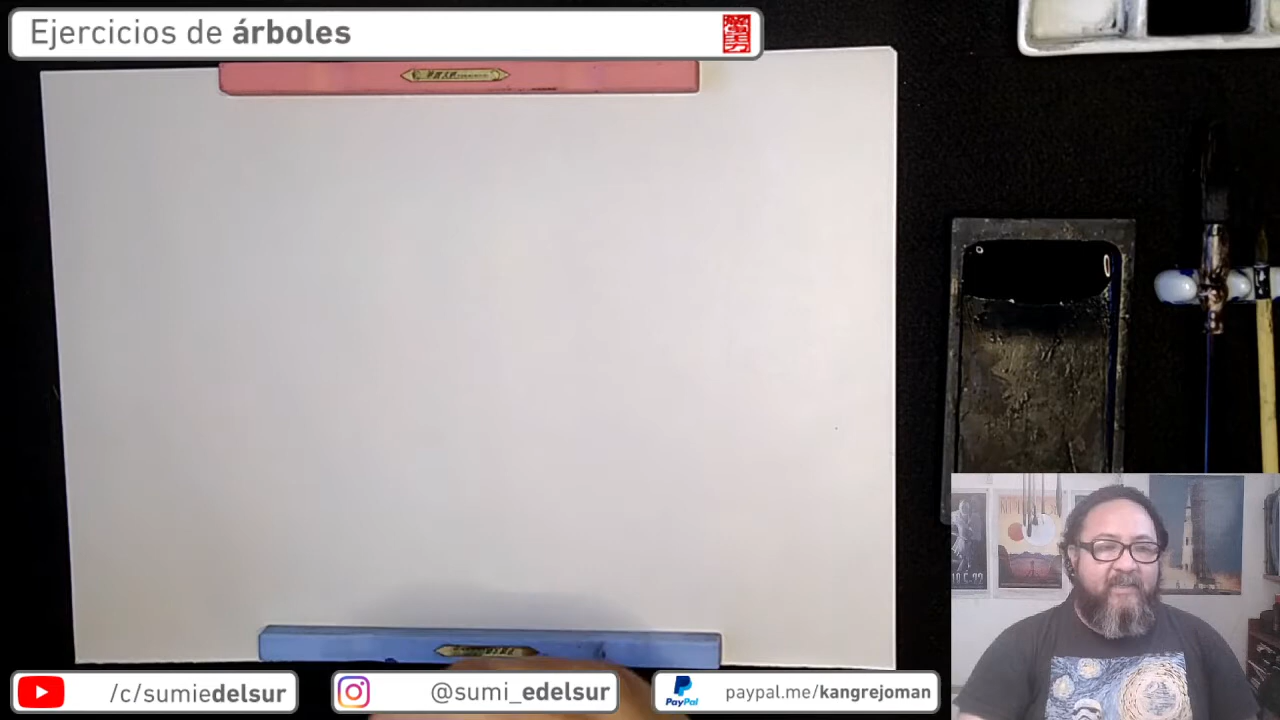 Ejercicios de árboles
/c/sumiedelsur
@sumi_edelsur
PayPal
paypal.me/kangrejoman